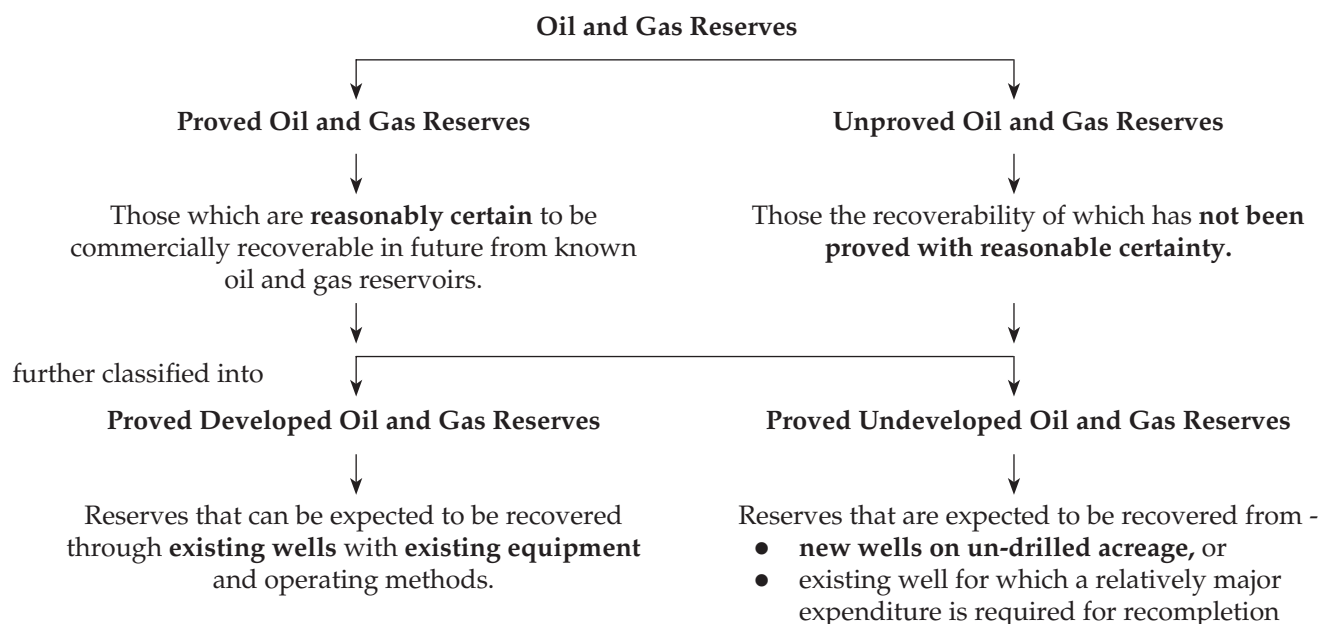 Oil and Gas Reserves
Proved Oil and Gas Reserves
Unproved Oil and Gas Reserves
Those which are reasonably certain to be
commercially recoverable in future from known
oil and gas reservoirs.
Those the recoverability of which has not been
proved with reasonable certainty.
further classified into
Proved Developed Oil and Gas Reserves
Proved Undeveloped Oil and Gas Reserves
Reserves that can be expected to be recovered
through existing wells with existing equipment
and operating methods.
Reserves that are expected to be recovered from -
● new wells on un-drilled acreage, or
● existing well for which a relatively major
expenditure is required for recompletion